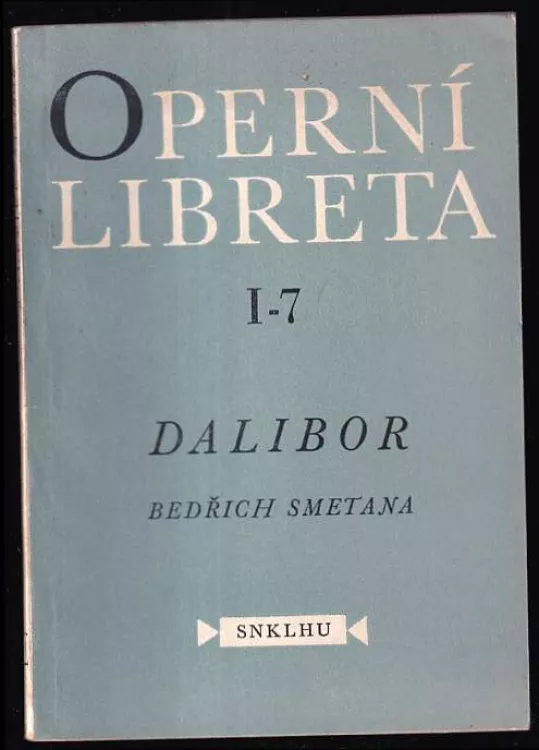 OPERNÍ
LIBRETA
I-7
DALIBOR
BEDŘICH SMETANA
SNKLHU